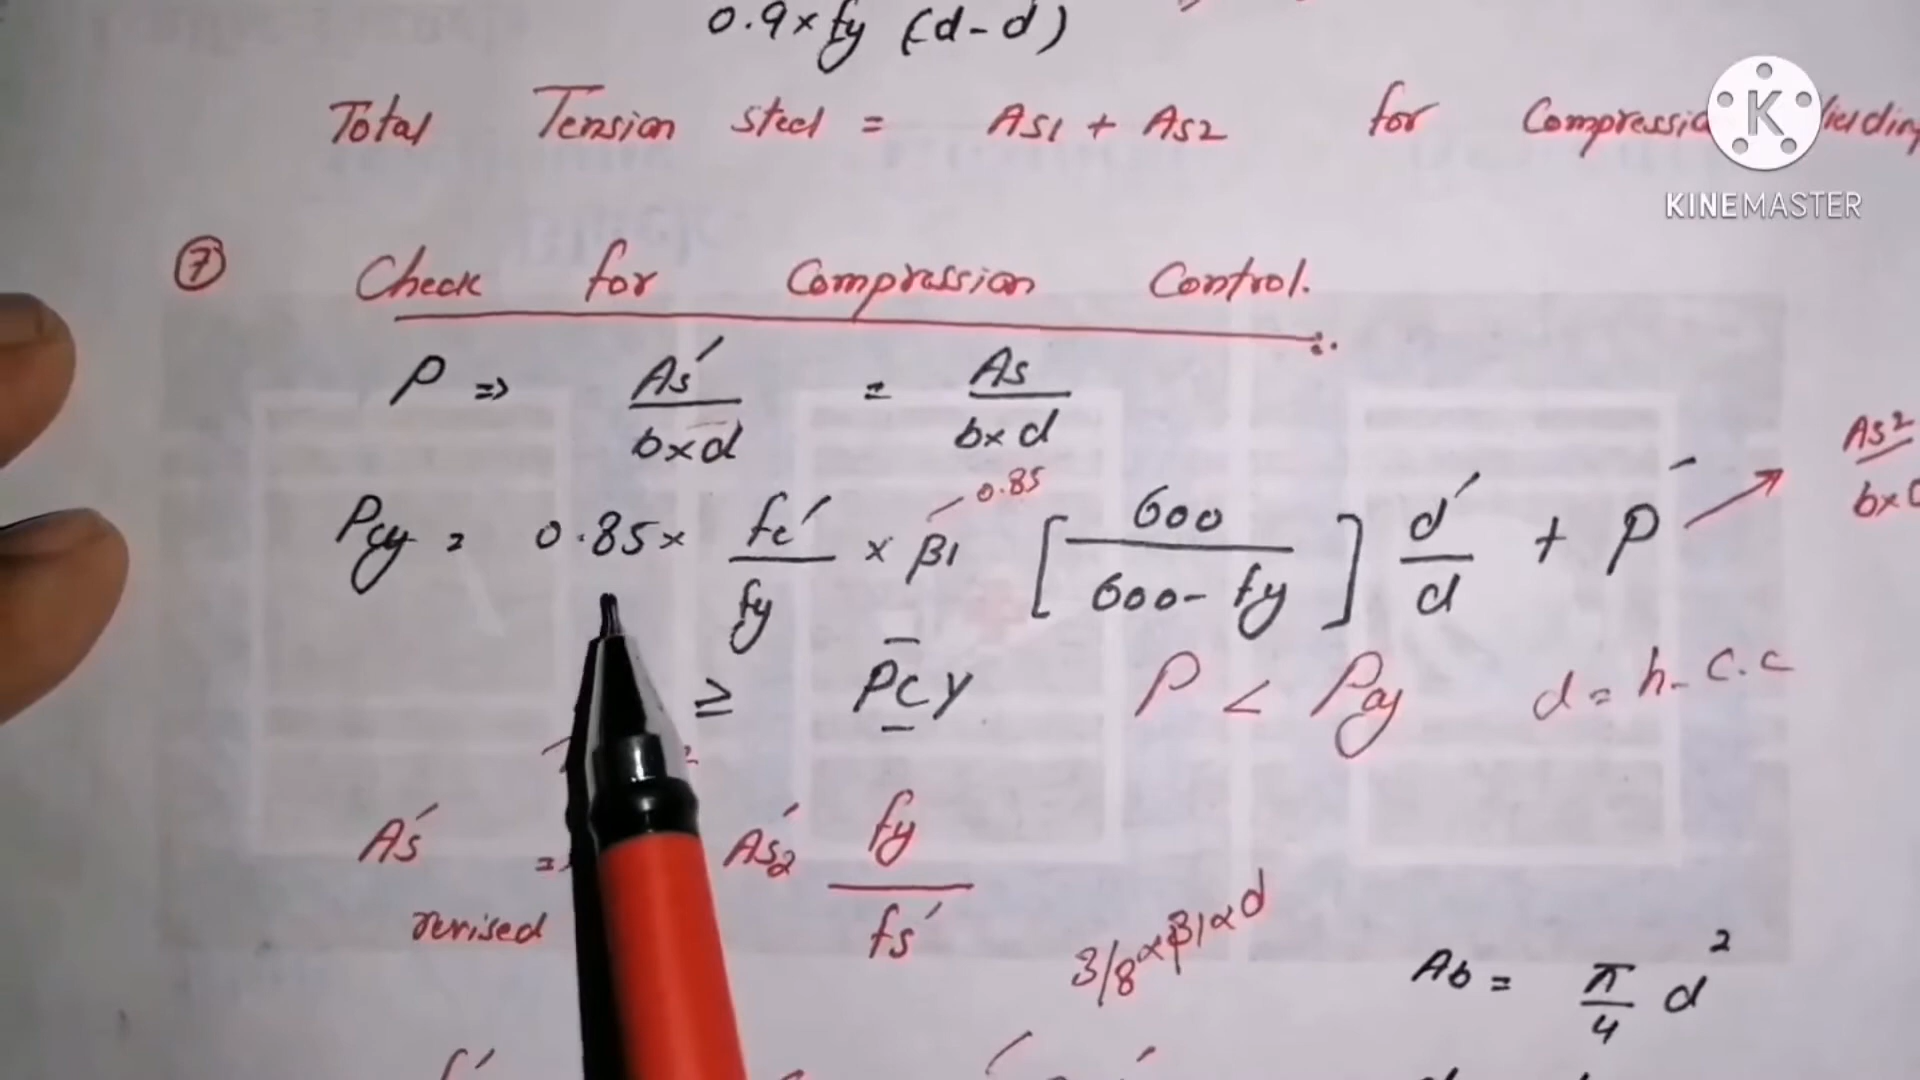 0.9×fy (d-d)
Total Tension steel = As1 + As2 for
KINEMASTER
⑦ Check for Compression Control.
ρ => As′/b×d = As/b×d
As2/b×
0.85
ρcy = 0.85× fc′/fy × β1 [600/600-fy] d′/d + ρ′
≥ ρcy ρ < ρcy d = h - c.c
As′ = As2′ fy/fs′
revised
3/8×β1×d
Ab = π/4 d²